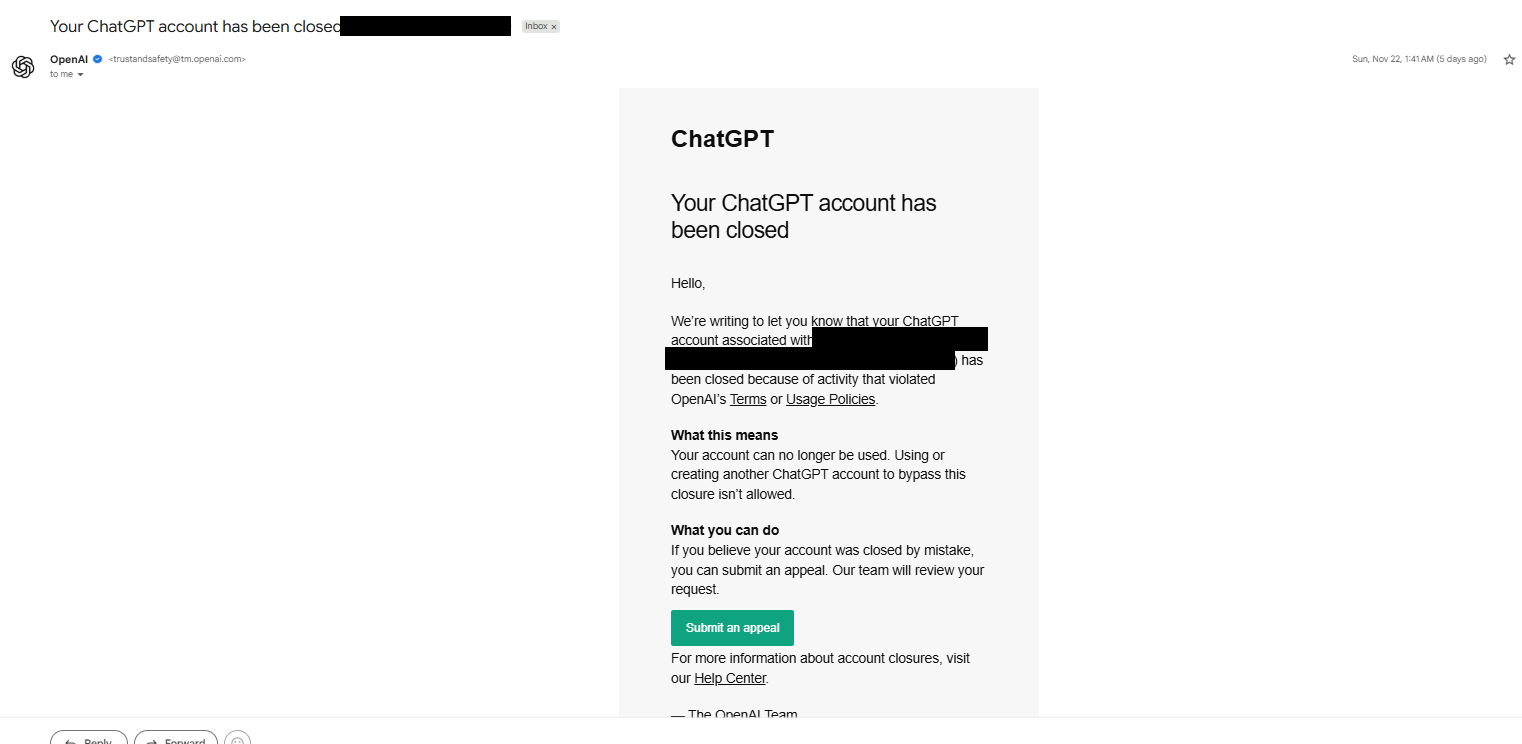 Your ChatGPT account has been closed
Inbox ×
OpenAI <trustandsafety@tm.openai.com>
Sun, Nov 22, 1:41 AM (5 days ago)
to me
ChatGPT
Your ChatGPT account has
been closed
Hello,
We’re writing to let you know that your ChatGPT
account associated with
) has
been closed because of activity that violated
OpenAI’s Terms or Usage Policies.
What this means
Your account can no longer be used. Using or
creating another ChatGPT account to bypass this
closure isn’t allowed.
What you can do
If you believe your account was closed by mistake,
you can submit an appeal. Our team will review your
request.
Submit an appeal
For more information about account closures, visit
our Help Center.
— The OpenAI Team
Reply
Forward